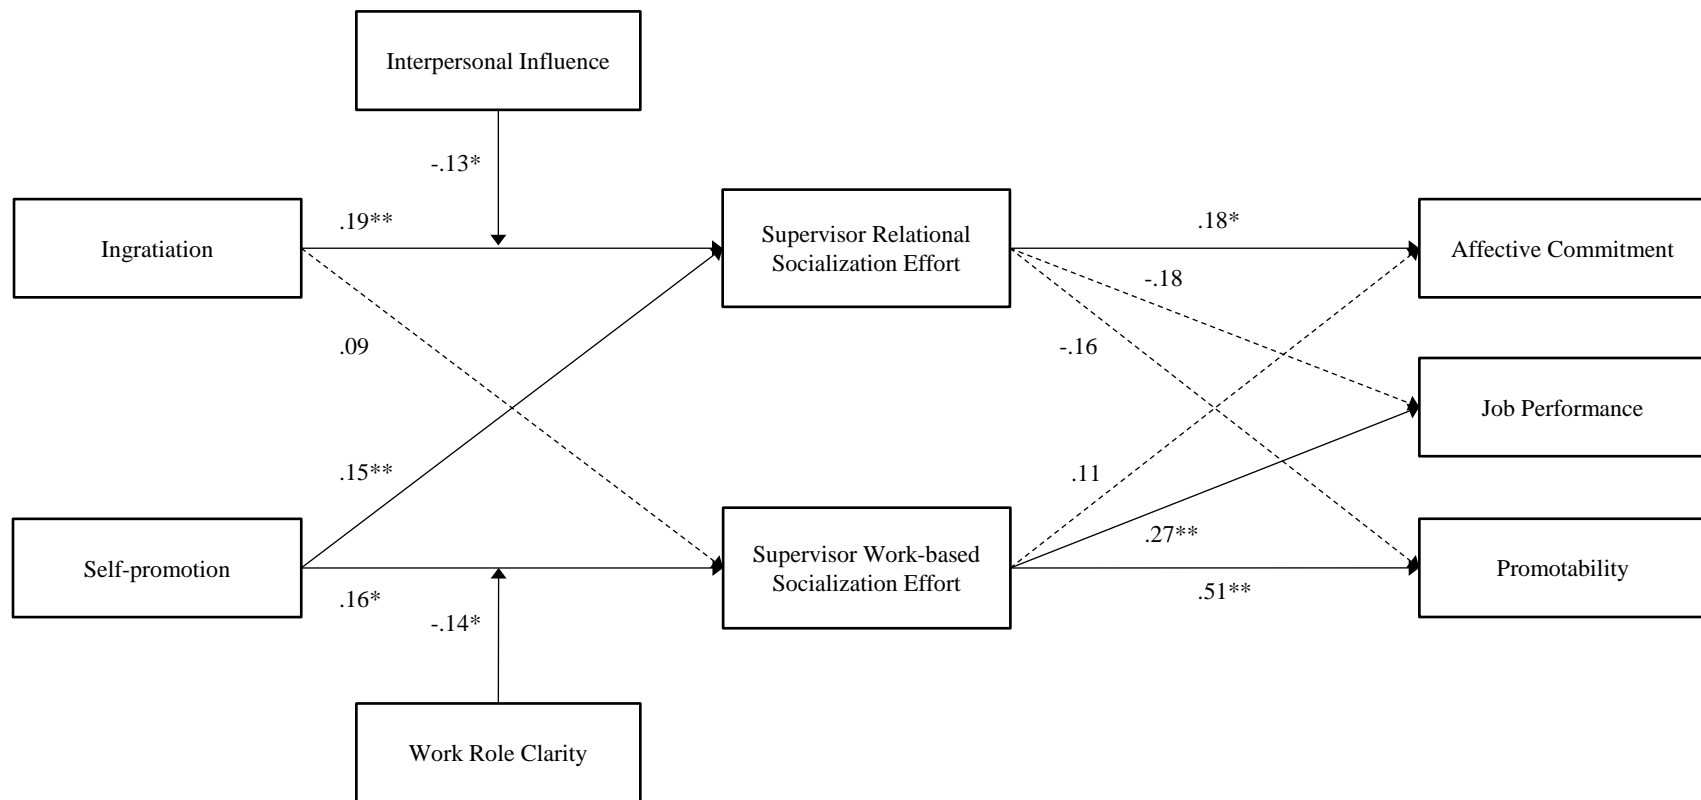 Interpersonal Influence
-.13*
.19**
.18*
Ingratiation
Supervisor Relational
Socialization Effort
Affective Commitment
-.18
.09
-.16
Job Performance
.15**
.11
.27**
Self-promotion
Supervisor Work-based
Socialization Effort
Promotability
.16*
.51**
-.14*
Work Role Clarity